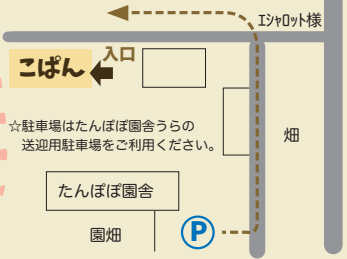 エシャロット様
入口
こぱん
☆駐車場はたんぽぽ園舎うらの
送迎用駐車場をご利用ください。
畑
たんぽぽ園舎
園畑
P